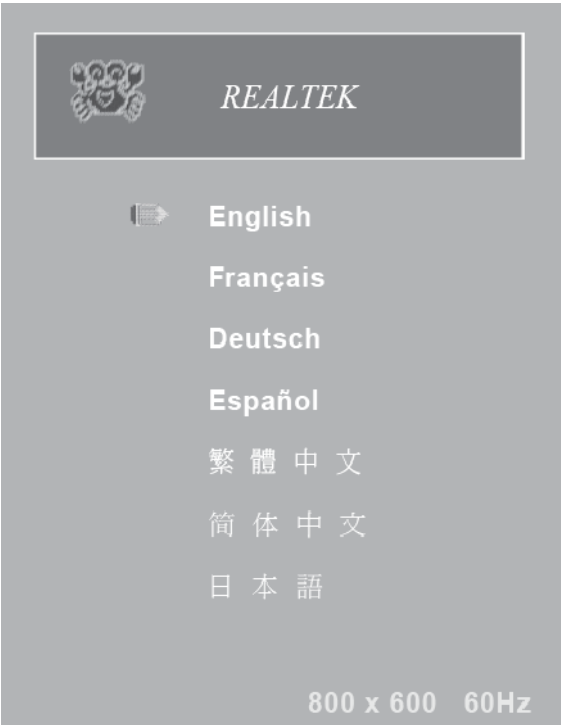 REALTEK
English
Français
Deutsch
Español
繁體中文
简体中文
日本語
800 x 600 60Hz